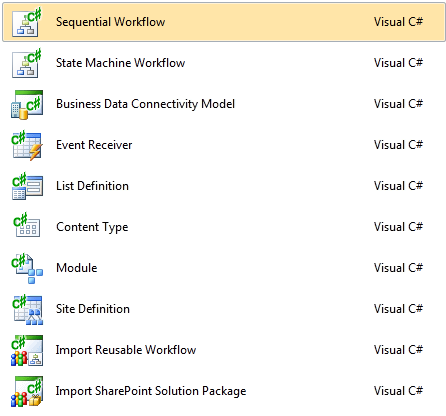 Sequential Workflow Visual C#
State Machine Workflow Visual C#
Business Data Connectivity Model Visual C#
Event Receiver Visual C#
List Definition Visual C#
Content Type Visual C#
Module Visual C#
Site Definition Visual C#
Import Reusable Workflow Visual C#
Import SharePoint Solution Package Visual C#